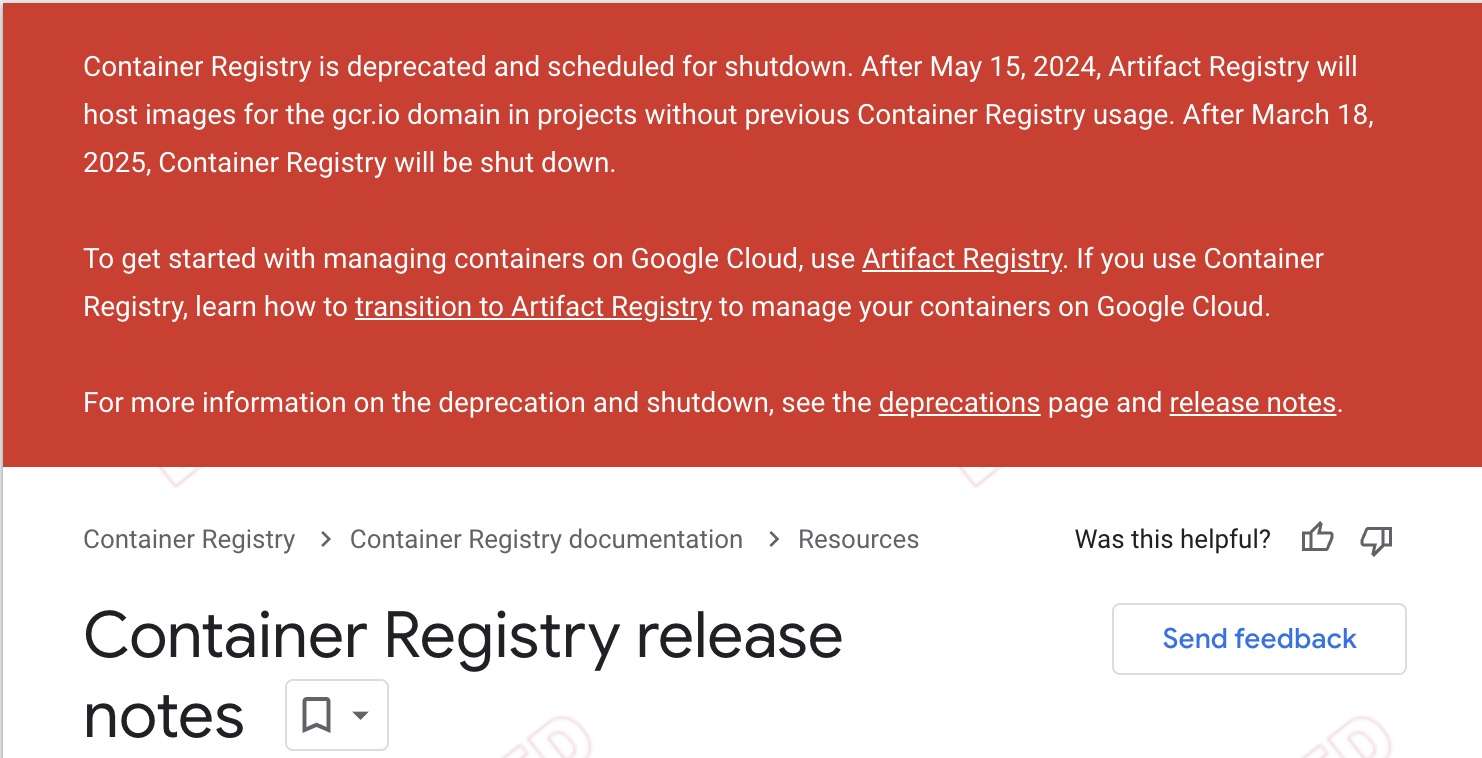 Container Registry is deprecated and scheduled for shutdown. After May 15, 2024, Artifact Registry will
host images for the gcr.io domain in projects without previous Container Registry usage. After March 18,
2025, Container Registry will be shut down.
To get started with managing containers on Google Cloud, use Artifact Registry. If you use Container
Registry, learn how to transition to Artifact Registry to manage your containers on Google Cloud.
For more information on the deprecation and shutdown, see the deprecations page and release notes.
Container Registry > Container Registry documentation > Resources
Was this helpful?
Container Registry release
notes
Send feedback